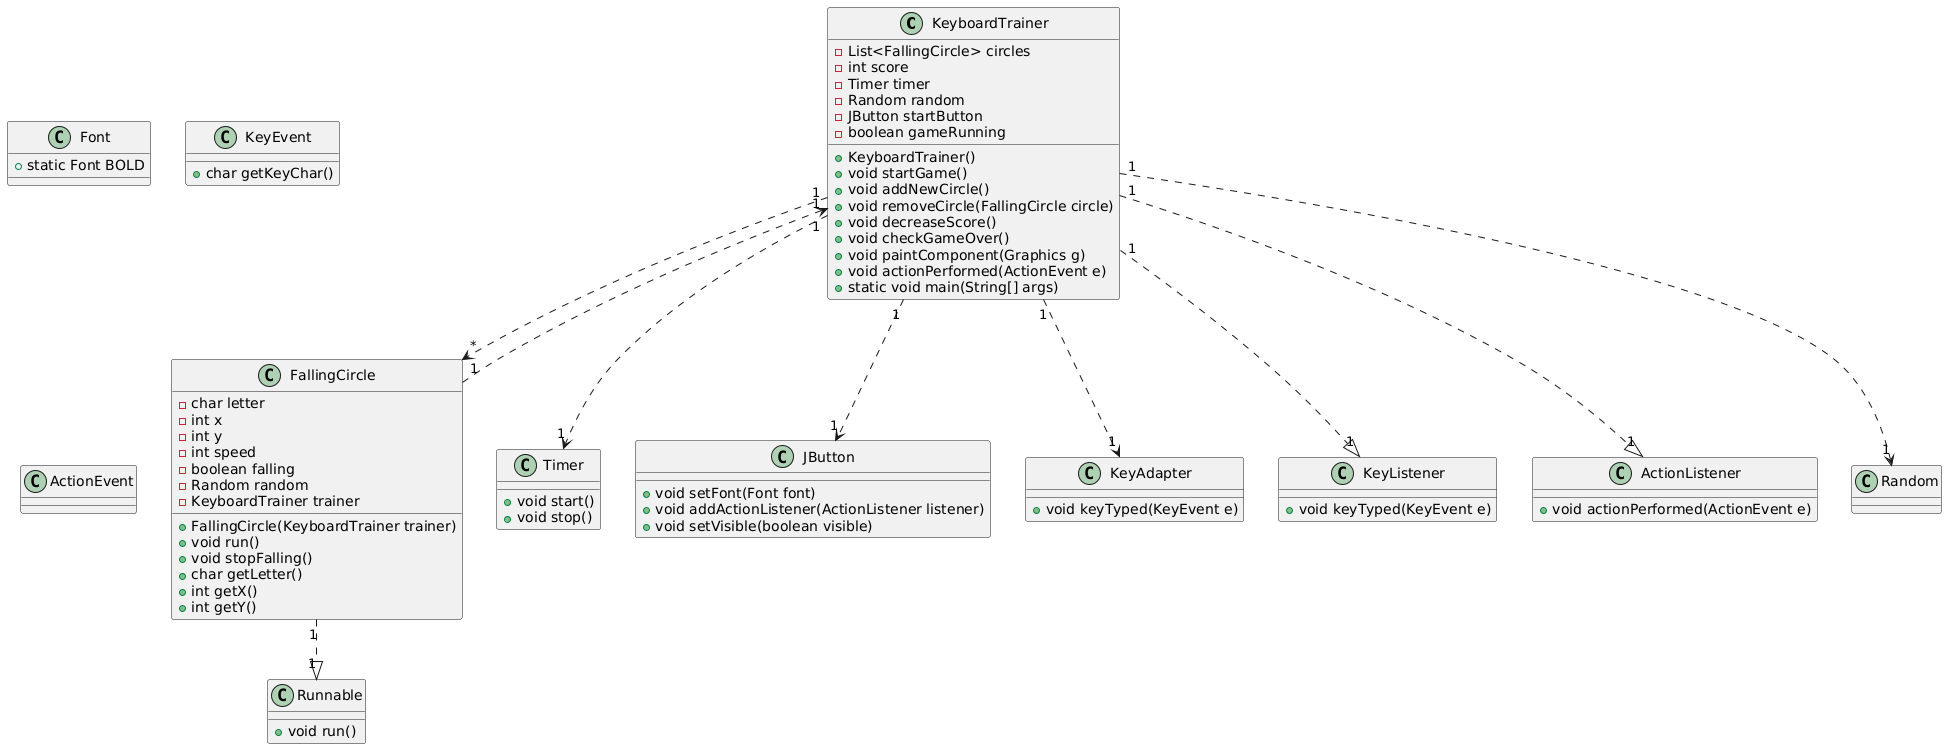 C KeyboardTrainer
List<FallingCircle> circles
int score
Timer timer
Random random
JButton startButton
boolean gameRunning
KeyboardTrainer()
void startGame()
void addNewCircle()
void removeCircle(FallingCircle circle)
void decreaseScore()
void checkGameOver()
void paintComponent(Graphics g)
void actionPerformed(ActionEvent e)
static void main(String[] args)
C Font
static Font BOLD
C KeyEvent
char getKeyChar()
1
1
1
1
1
1
1
1
*
1
C FallingCircle
char letter
int x
int y
int speed
boolean falling
Random random
KeyboardTrainer trainer
FallingCircle(KeyboardTrainer trainer)
void run()
void stopFalling()
char getLetter()
int getX()
int getY()
C ActionEvent
1
C Timer
void start()
void stop()
1
C JButton
void setFont(Font font)
void addActionListener(ActionListener listener)
void setVisible(boolean visible)
1
C KeyAdapter
void keyTyped(KeyEvent e)
1
C KeyListener
void keyTyped(KeyEvent e)
1
C ActionListener
void actionPerformed(ActionEvent e)
1
C Random
1
1
C Runnable
void run()